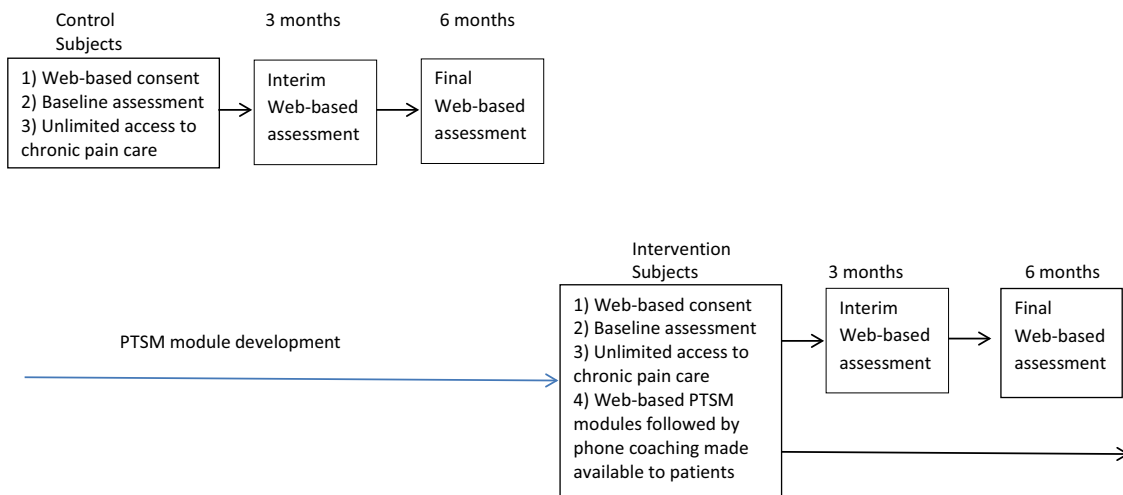 Control
Subjects
3 months
6 months
1) Web-based consent
2) Baseline assessment
3) Unlimited access to
chronic pain care
Interim
Web-based
assessment
Final
Web-based
assessment
PTSM module development
Intervention
Subjects
3 months
6 months
1) Web-based consent
2) Baseline assessment
3) Unlimited access to
chronic pain care
4) Web-based PTSM
modules followed by
phone coaching made
available to patients
Interim
Web-based
assessment
Final
Web-based
assessment